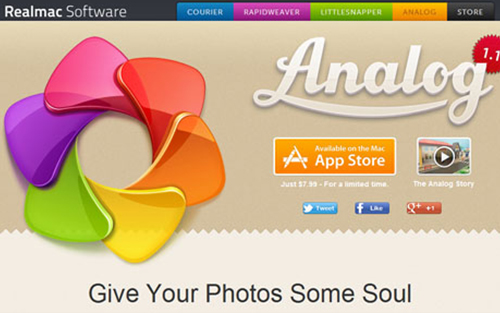 Realmac Software
COURIER
RAPIDWEAVER
LITTLESNAPPER
ANALOG
STORE
Analog
1.1
Available on the Mac
App Store
Just $7.99 - For a limited time.
The Analog Story
Tweet
Like
+1
Give Your Photos Some Soul